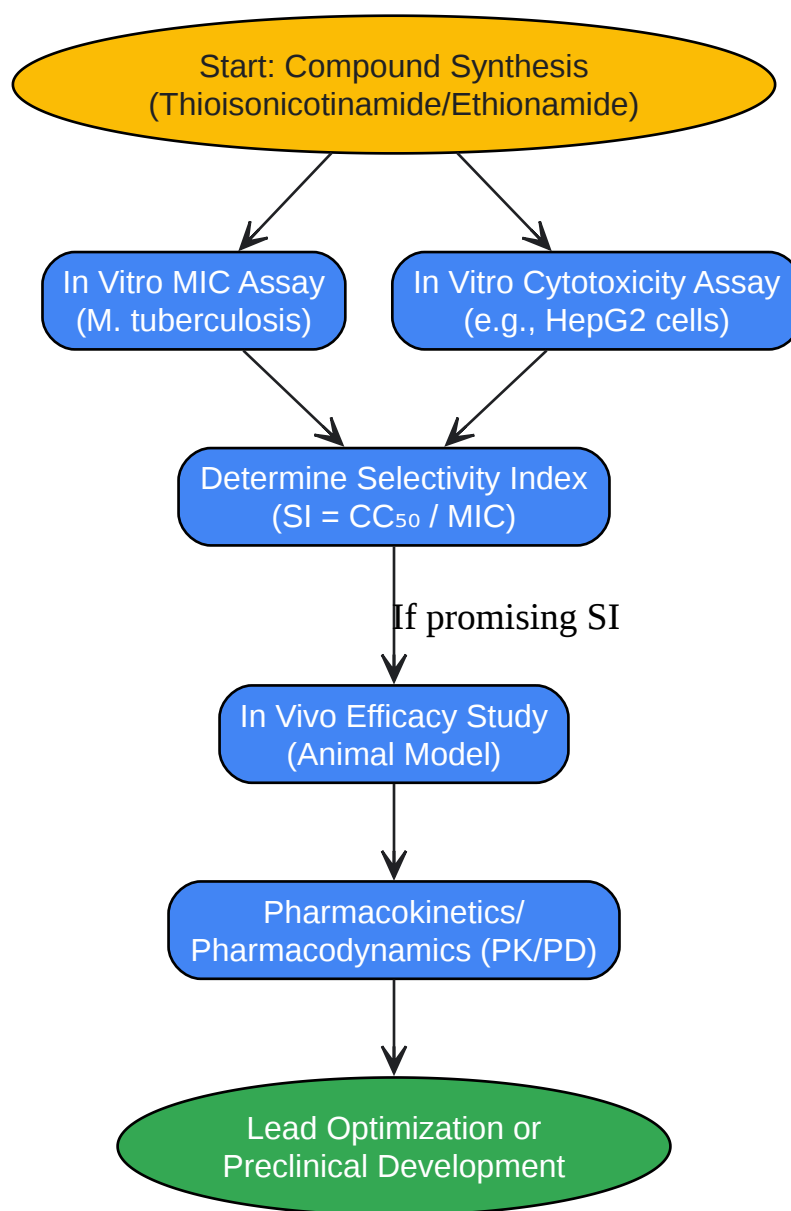 Start: Compound Synthesis
(Thioisonicotinamide/Ethionamide)
In Vitro MIC Assay
(M. tuberculosis)
In Vitro Cytotoxicity Assay
(e.g., HepG2 cells)
Determine Selectivity Index
(SI = CC₅₀ / MIC)
If promising SI
In Vivo Efficacy Study
(Animal Model)
Pharmacokinetics/
Pharmacodynamics (PK/PD)
Lead Optimization or
Preclinical Development